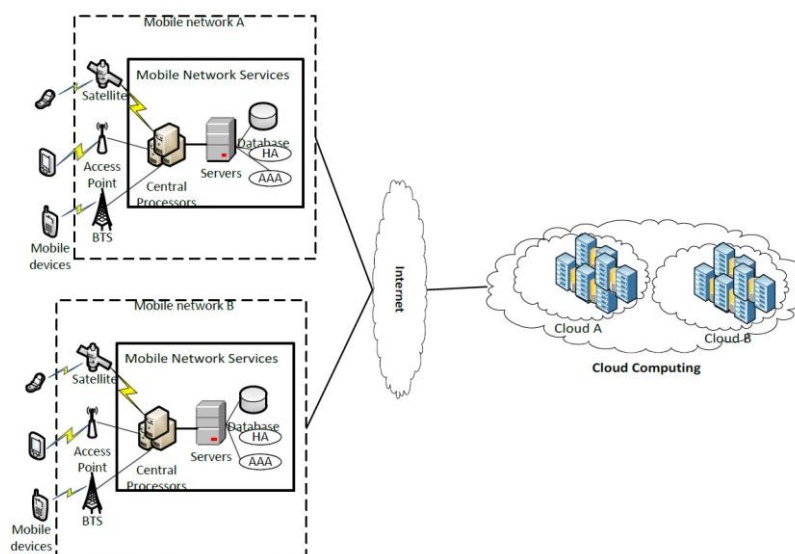 Mobile network A
Mobile Network Services
Satellite
Database
HA
Access
Point
Servers
AAA
Central
Processors
BTS
Mobile
devices
Internet
Cloud A
Cloud B
Cloud Computing
Mobile network B
Mobile Network Services
Satellite
Database
HA
Access
Point
Servers
AAA
Central
Processors
BTS
Mobile
devices